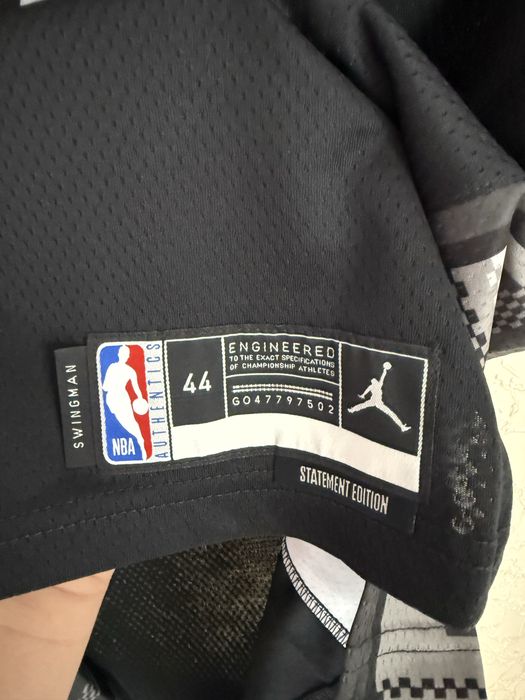 SWINGMAN
NBA
AUTHENTICS
44
ENGINEERED
TO THE EXACT SPECIFICATIONS
OF CHAMPIONSHIP ATHLETES
GO47797502
STATEMENT EDITION